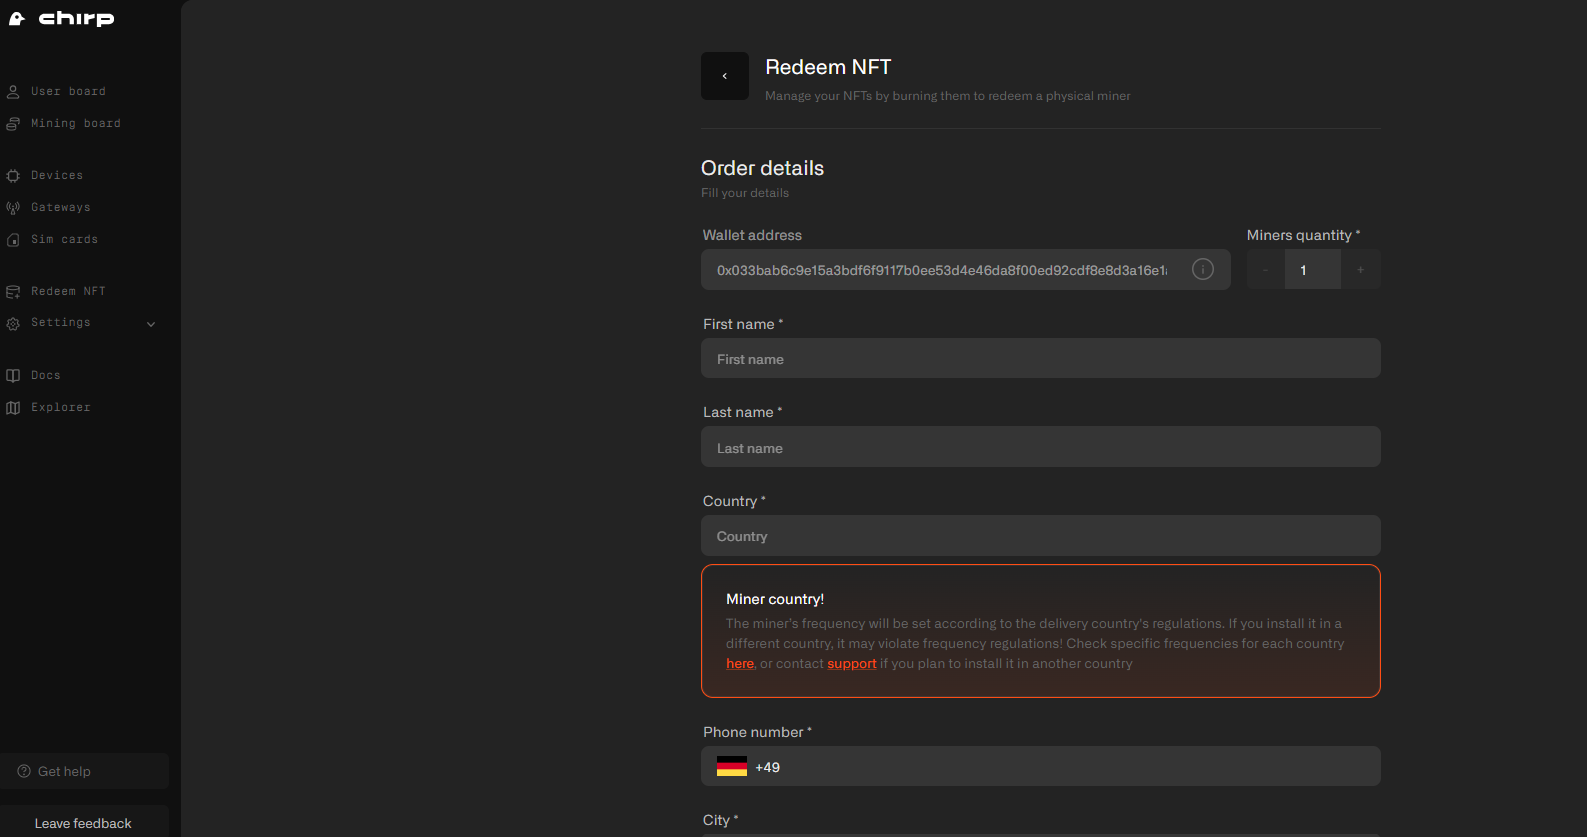 chirp
User board
Mining board
Devices
Gateways
Sim cards
Redeem NFT
Settings
Docs
Explorer
Get help
Leave feedback
Redeem NFT
Manage your NFTs by burning them to redeem a physical miner
Order details
Fill your details
Wallet address
Miners quantity *
0x033bab6c9e15a3bdf6f9117b0ee53d4e46da8f00ed92cdf8e8d3a16e1
- 1 +
First name *
First name
Last name *
Last name
Country *
Country
Miner country!
The miner's frequency will be set according to the delivery country's regulations. If you install it in a
different country, it may violate frequency regulations! Check specific frequencies for each country
here, or contact support if you plan to install it in another country
Phone number *
+49
City *